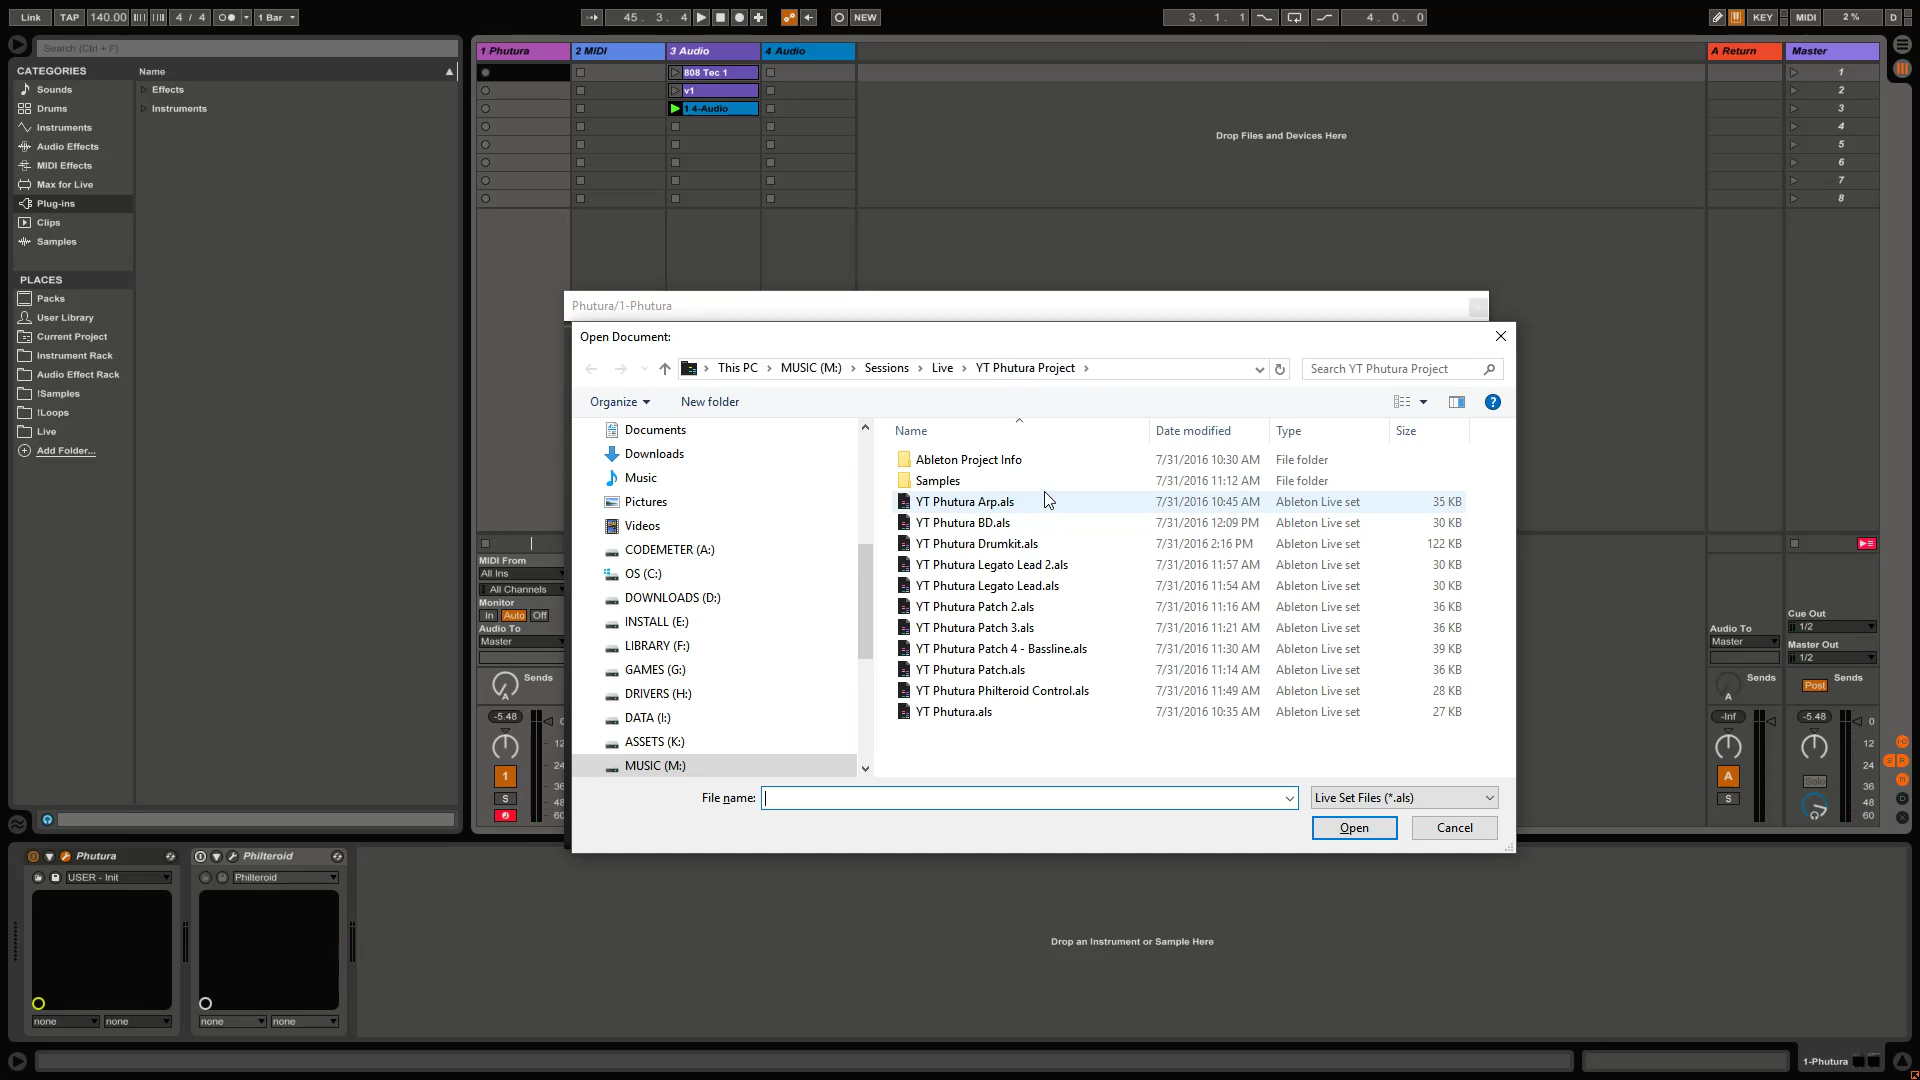 Link TAP 140.00 4 / 4 1 Bar 45. 3. 4 NEW 3. 1. 1 4. 0. 0 KEY MIDI 2 % D
Search (Ctrl + F)
CATEGORIES
Sounds
Drums
Instruments
Audio Effects
MIDI Effects
Max for Live
Plug-ins
Clips
Samples
PLACES
Packs
User Library
Current Project
Instrument Rack
Audio Effect Rack
!Samples
!Loops
Live
Add Folder...
Name
Effects
Instruments
1 Phutura 2 MIDI 3 Audio 4 Audio A Return Master
808 Tec 1 1
v1 2
1 4-Audio 3
4
5
6
7
8
Drop Files and Devices Here
MIDI From
All Ins
All Channels
Monitor
In Auto Off
Audio To
Master
Sends
A
-5.48
0
12
24
36
48
60
1
S
Phutura/1-Phutura
Open Document:
This PC MUSIC (M:) Sessions Live YT Phutura Project Search YT Phutura Project
Organize New folder
Documents
Downloads
Music
Pictures
Videos
CODEMETER (A:)
OS (C:)
DOWNLOADS (D:)
INSTALL (E:)
LIBRARY (F:)
GAMES (G:)
DRIVERS (H:)
DATA (I:)
ASSETS (K:)
MUSIC (M:)
Name Date modified Type Size
Ableton Project Info 7/31/2016 10:30 AM File folder
Samples 7/31/2016 11:12 AM File folder
YT Phutura Arp.als 7/31/2016 10:45 AM Ableton Live set 35 KB
YT Phutura BD.als 7/31/2016 12:09 PM Ableton Live set 30 KB
YT Phutura Drumkit.als 7/31/2016 2:16 PM Ableton Live set 122 KB
YT Phutura Legato Lead 2.als 7/31/2016 11:57 AM Ableton Live set 30 KB
YT Phutura Legato Lead.als 7/31/2016 11:54 AM Ableton Live set 30 KB
YT Phutura Patch 2.als 7/31/2016 11:16 AM Ableton Live set 36 KB
YT Phutura Patch 3.als 7/31/2016 11:21 AM Ableton Live set 36 KB
YT Phutura Patch 4 - Bassline.als 7/31/2016 11:30 AM Ableton Live set 39 KB
YT Phutura Patch.als 7/31/2016 11:14 AM Ableton Live set 36 KB
YT Phutura Philteroid Control.als 7/31/2016 11:49 AM Ableton Live set 28 KB
YT Phutura.als 7/31/2016 10:35 AM Ableton Live set 27 KB
File name: Live Set Files (*.als)
Open Cancel
Audio To
Master
Sends
A
-Inf
A
S
Cue Out
1/2
Master Out
1/2
Post Sends
-5.48
0
12
24
36
48
60
Solo
Phutura
USER - Init
none none
Philteroid
Philteroid
none none
Drop an Instrument or Sample Here
1-Phutura